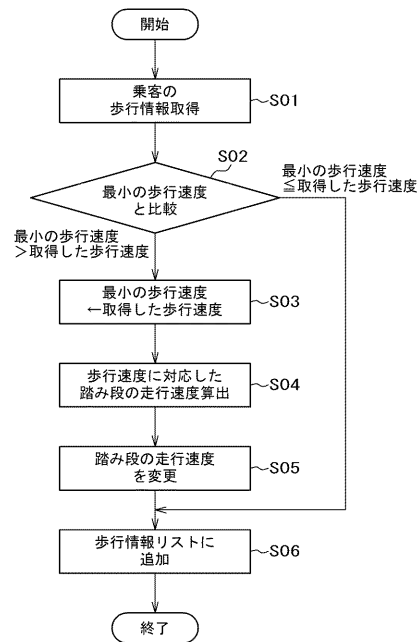 開始
乗客の
歩行情報取得
S01
S02
最小の歩行速度
と比較
最小の歩行速度
≦取得した歩行速度
最小の歩行速度
＞取得した歩行速度
最小の歩行速度
←取得した歩行速度
S03
歩行速度に対応した
踏み段の走行速度算出
S04
踏み段の走行速度
を変更
S05
歩行情報リストに
追加
S06
終了